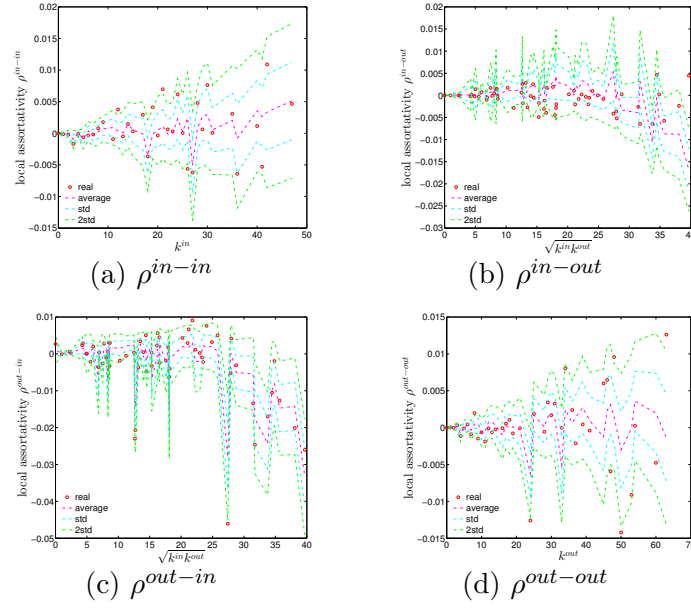 0.02
0.015
0.01
0.005
0
−0.005
−0.01
−0.015
local assortativity ρ^{in−in}
real
average
std
2std
0 10 20 30 40 50
k^{in}
(a) ρ^{in−in}
0.02
0.015
0.01
0.005
0
−0.005
−0.01
−0.015
−0.02
−0.025
−0.03
local assortativity ρ^{in−out}
real
average
std
2std
0 5 10 15 20 25 30 35 40
√k^{in}k^{out}
(b) ρ^{in−out}
0.01
0
−0.01
−0.02
−0.03
−0.04
−0.05
local assortativity ρ^{out−in}
real
average
std
2std
0 5 10 15 20 25 30 35 40
√k^{in}k^{out}
(c) ρ^{out−in}
0.015
0.01
0.005
0
−0.005
−0.01
−0.015
local assortativity ρ^{out−out}
real
average
std
2std
0 10 20 30 40 50 60 70
k^{out}
(d) ρ^{out−out}